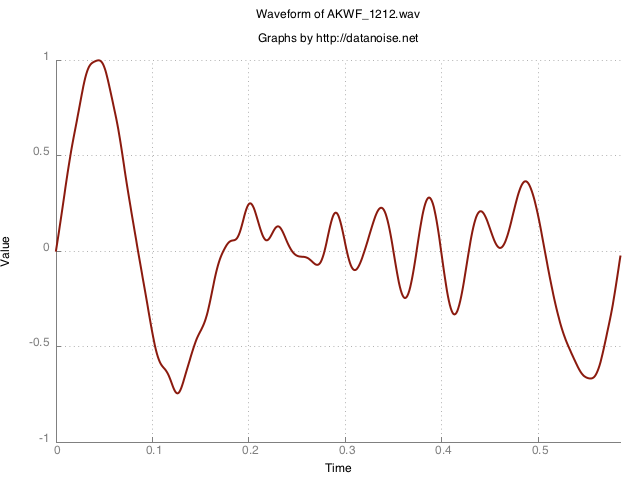 Waveform of AKWF_1212.wav
Graphs by http://datanoise.net
1
0.5
0
-0.5
-1
Value
0 0.1 0.2 0.3 0.4 0.5
Time